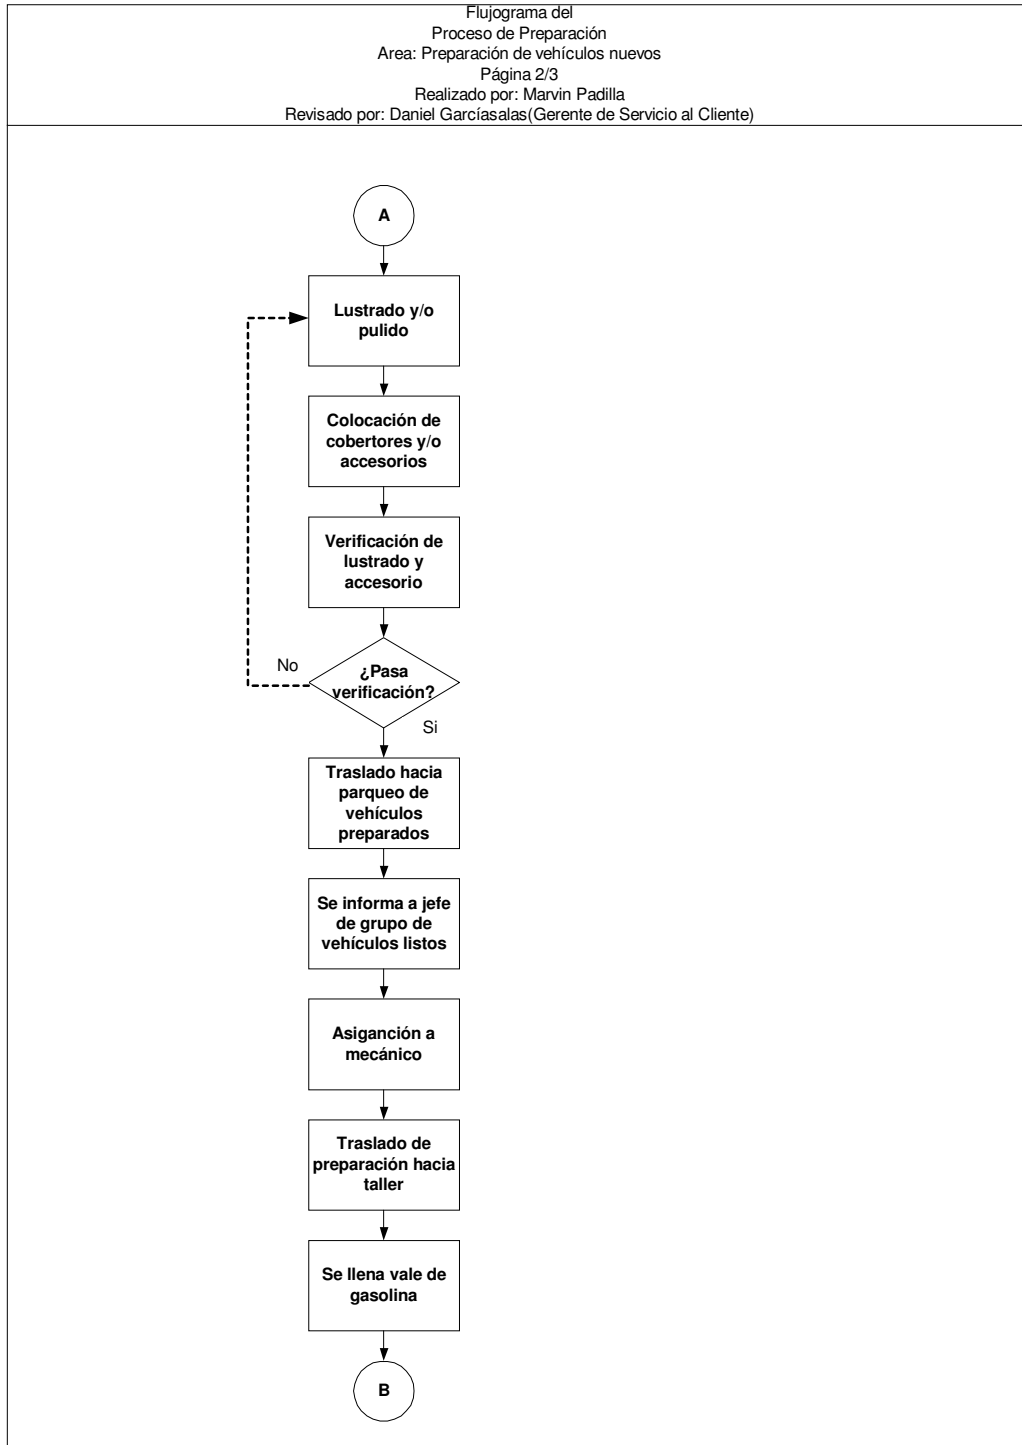 Flujograma del
Proceso de Preparación
Area: Preparación de vehículos nuevos
Página 2/3
Realizado por: Marvin Padilla
Revisado por: Daniel Garcíasalas(Gerente de Servicio al Cliente)
A
Lustrado y/o
pulido
Colocación de
cobertores y/o
accesorios
Verificación de
lustrado y
accesorio
No
¿Pasa
verificación?
Si
Traslado hacia
parqueo de
vehículos
preparados
Se informa a jefe
de grupo de
vehículos listos
Asiganción a
mecánico
Traslado de
preparación hacia
taller
Se llena vale de
gasolina
B